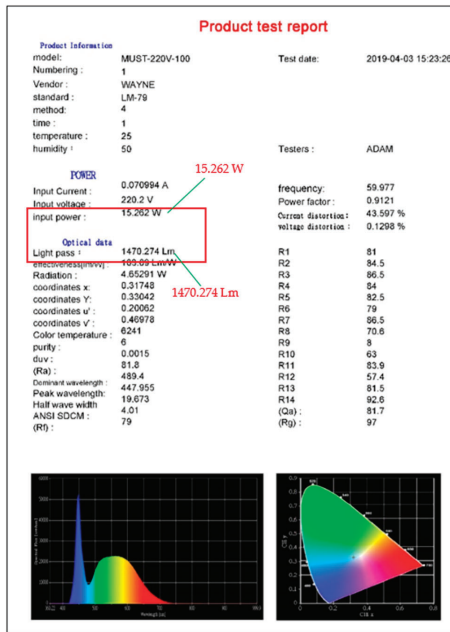 Product test report
Product Information
model: MUST-220V-100 Test date: 2019-04-03 15:23:26
Numbering : 1
Vendor : WAYNE
standard : LM-79
method: 4
time : 1
temperature : 25
humidity : 50 Testers : ADAM
15.262 W
POWER
Input Current : 0.070994 A frequency: 59.977
Input voltage : 220.2 V Power factor : 0.9121
input power : 15.262 W Current distortion: 43.597 %
voltage distortion: 0.1298 %
Optical data
Light pass : 1470.274 Lm R1 81
R2 84.5
Radiation : 4.65291 W R3 86.5
coordinates x: 0.31748 R4 84
1470.274 Lm
coordinates Y: 0.33042 R5 82.5
coordinates u' : 0.20062 R6 79
coordinates v' : 0.46978 R7 86.5
Color temperature : 6241 R8 70.6
purity : 6 R9 8
duv : 0.0015 R10 63
(Ra) : 81.8 R11 83.9
Dominant wavelength : 489.4 R12 57.4
Peak wavelength: 447.955 R13 81.5
Half wave width 19.673 R14 92.6
ANSI SDCM : 4.01 (Qa) : 81.7
(Rf) : 79 (Rg) : 97